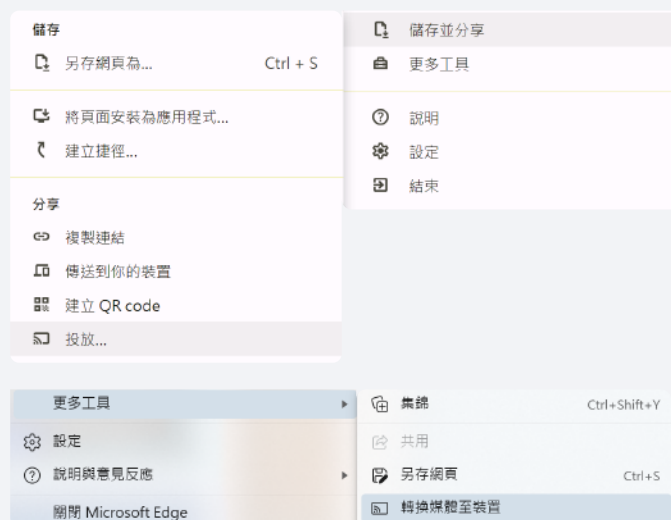 儲存
另存網頁為... Ctrl + S
將頁面安裝為應用程式...
建立捷徑...
分享
複製連結
傳送到你的裝置
建立 QR code
投放...
儲存並分享
更多工具
說明
設定
結束
更多工具
設定
說明與意見反應
關閉 Microsoft Edge
集錦 Ctrl+Shift+Y
共用
另存網頁 Ctrl+S
轉換媒體至裝置